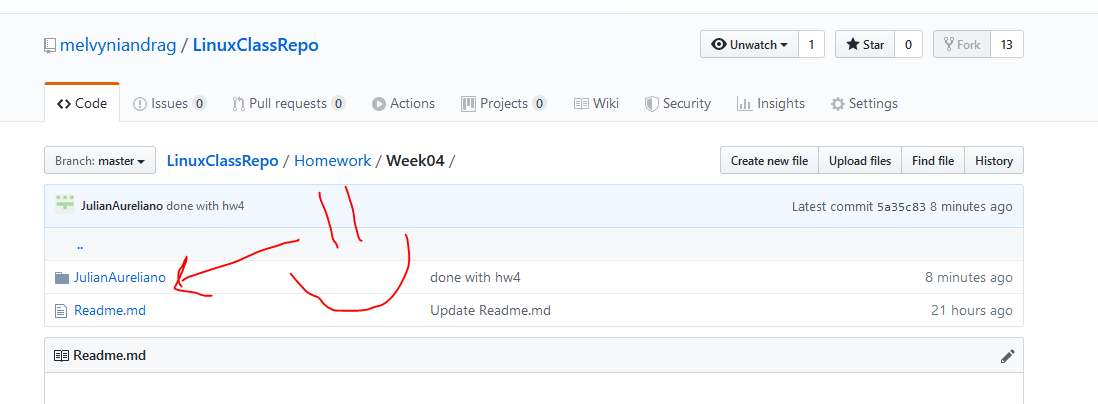 melvyniandrag / LinuxClassRepo
Unwatch 1 Star 0 Fork 13
Code Issues 0 Pull requests 0 Actions Projects 0 Wiki Security Insights Settings
Branch: master LinuxClassRepo / Homework / Week04 / Create new file Upload files Find file History
JulianAureliano done with hw4 Latest commit 5a35c83 8 minutes ago
..
JulianAureliano done with hw4 8 minutes ago
Readme.md Update Readme.md 21 hours ago
Readme.md